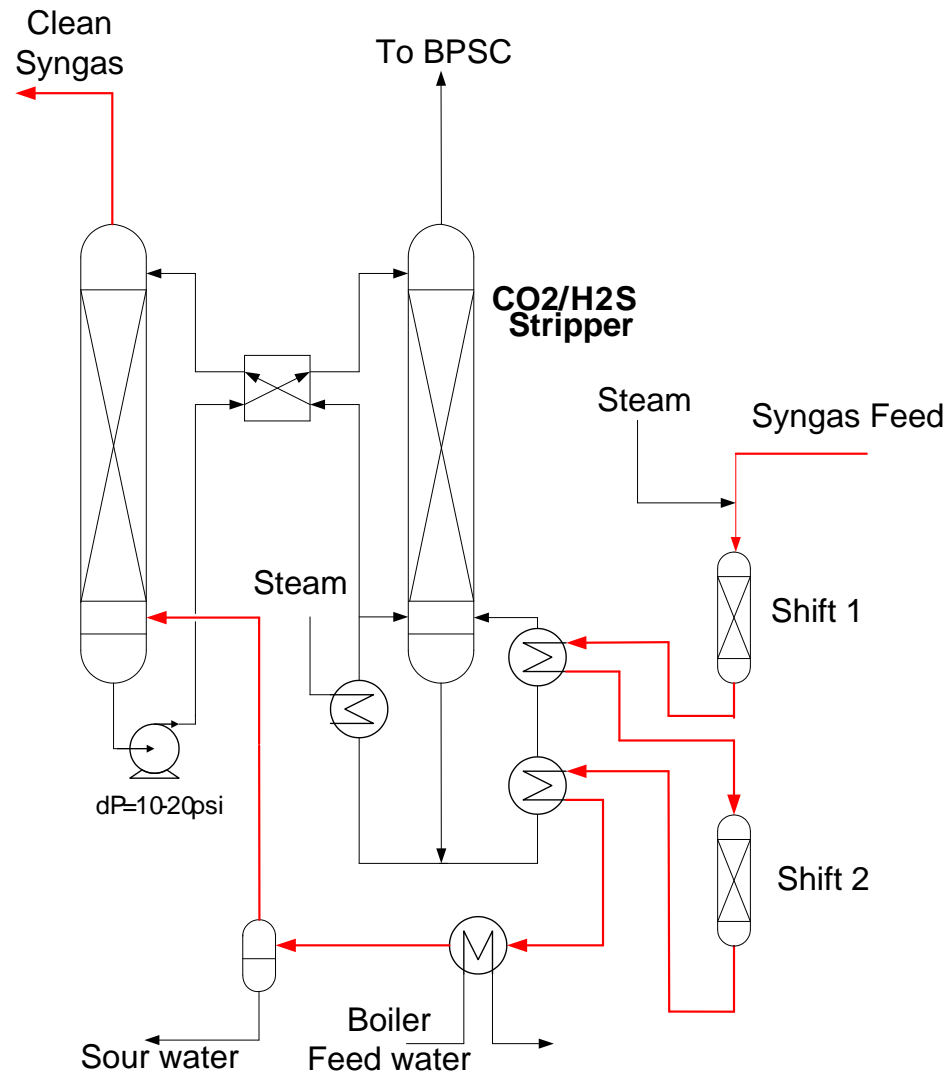 Clean
Syngas
To BPSC
CO2/H2S
Stripper
Steam
Syngas Feed
Steam
Shift 1
dP=10-20psi
Shift 2
Boiler
Feed water
Sour water